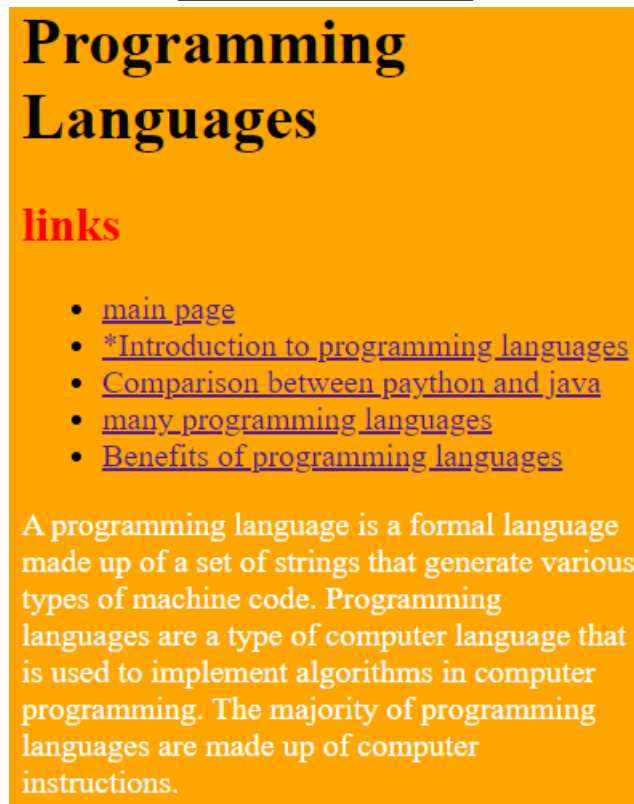 Programming
Languages
links
main page
*Introduction to programming languages
Comparison between paython and java
many programming languages
Benefits of programming languages
A programming language is a formal language
made up of a set of strings that generate various
types of machine code. Programming
languages are a type of computer language that
is used to implement algorithms in computer
programming. The majority of programming
languages are made up of computer
instructions.